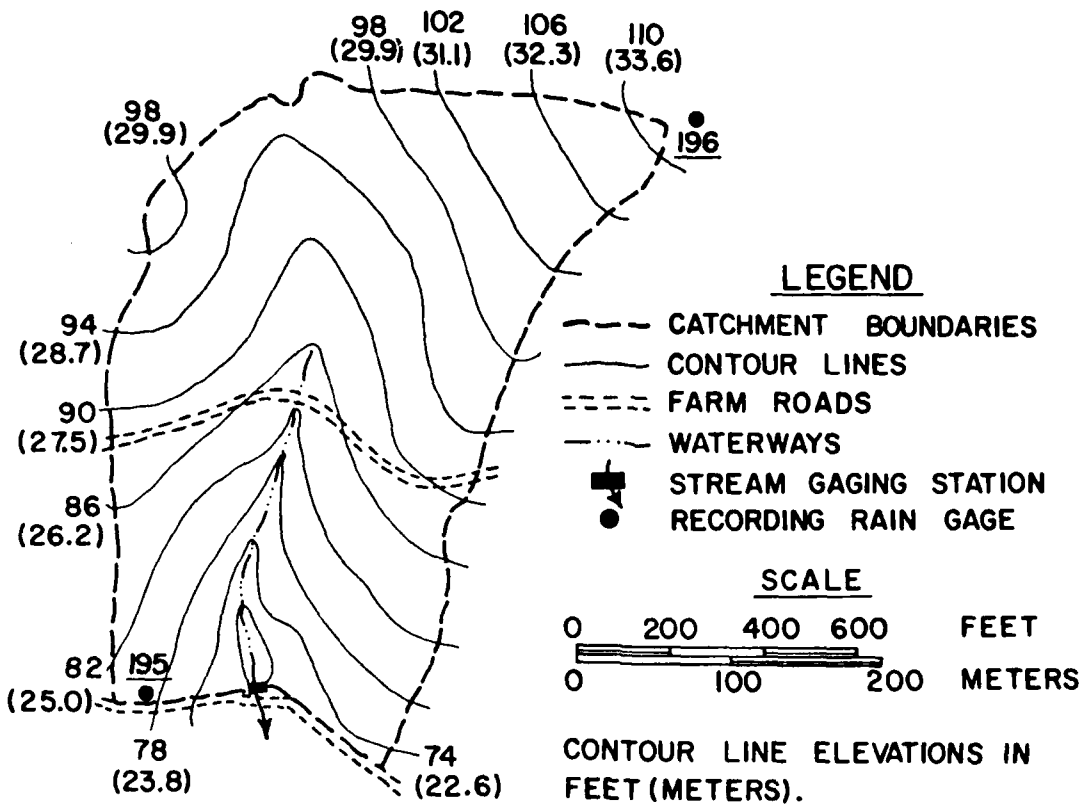 98
(29.9)
102
(31.1)
106
(32.3)
110
(33.6)
98
(29.9)
196
94
(28.7)
90
(27.5)
86
(26.2)
82
(25.0)
195
78
(23.8)
74
(22.6)
LEGEND
CATCHMENT BOUNDARIES
CONTOUR LINES
FARM ROADS
WATERWAYS
STREAM GAGING STATION
RECORDING RAIN GAGE
SCALE
0 200 400 600 FEET
0 100 200 METERS
CONTOUR LINE ELEVATIONS IN
FEET (METERS).